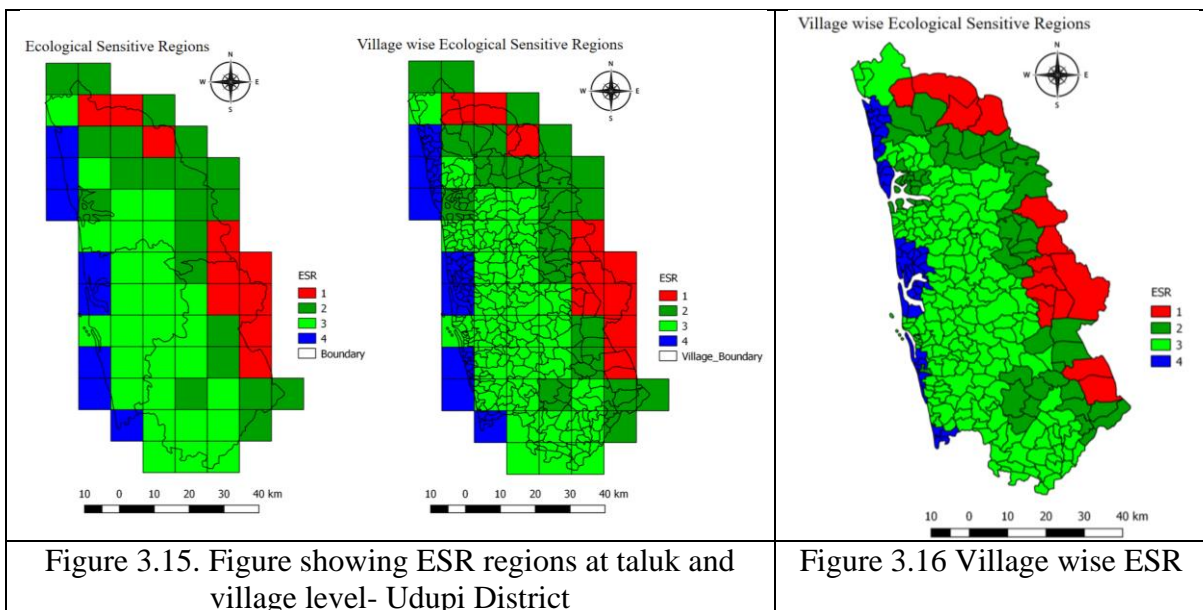 Ecological Sensitive Regions
N
W E
S
ESR
1
2
3
4
Boundary
10 0 10 20 30 40 km
Village wise Ecological Sensitive Regions
N
W E
S
ESR
1
2
3
4
Village_Boundary
10 0 10 20 30 40 km
Village wise Ecological Sensitive Regions
N
W E
S
ESR
1
2
3
4
10 0 10 20 30 40 km
Figure 3.15. Figure showing ESR regions at taluk and
village level- Udupi District
Figure 3.16 Village wise ESR